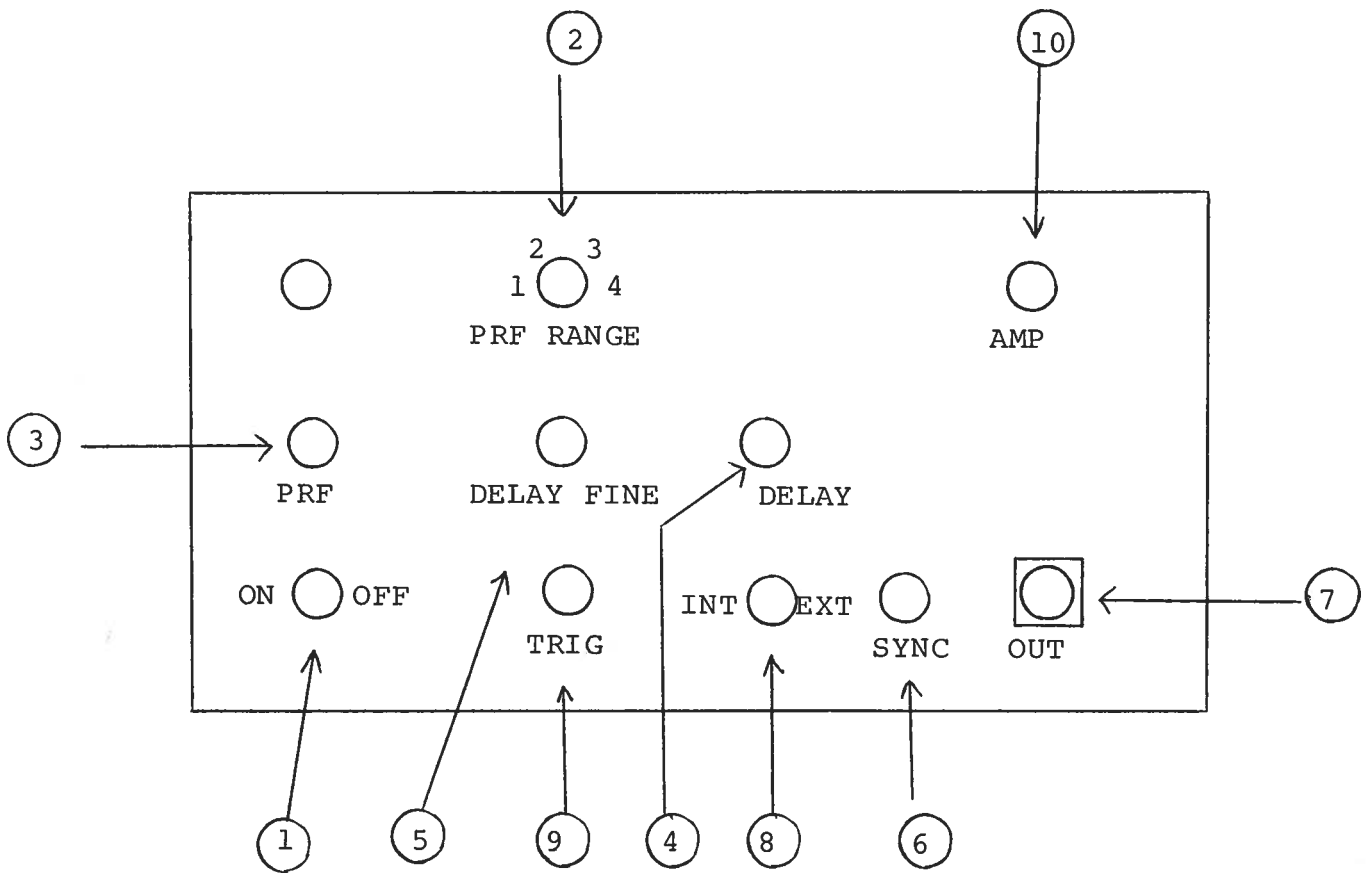 2 10
2 3
1 4
PRF RANGE AMP
3
PRF DELAY FINE DELAY
ON OFF INT EXT 7
TRIG SYNC OUT
1 5 9 4 8 6